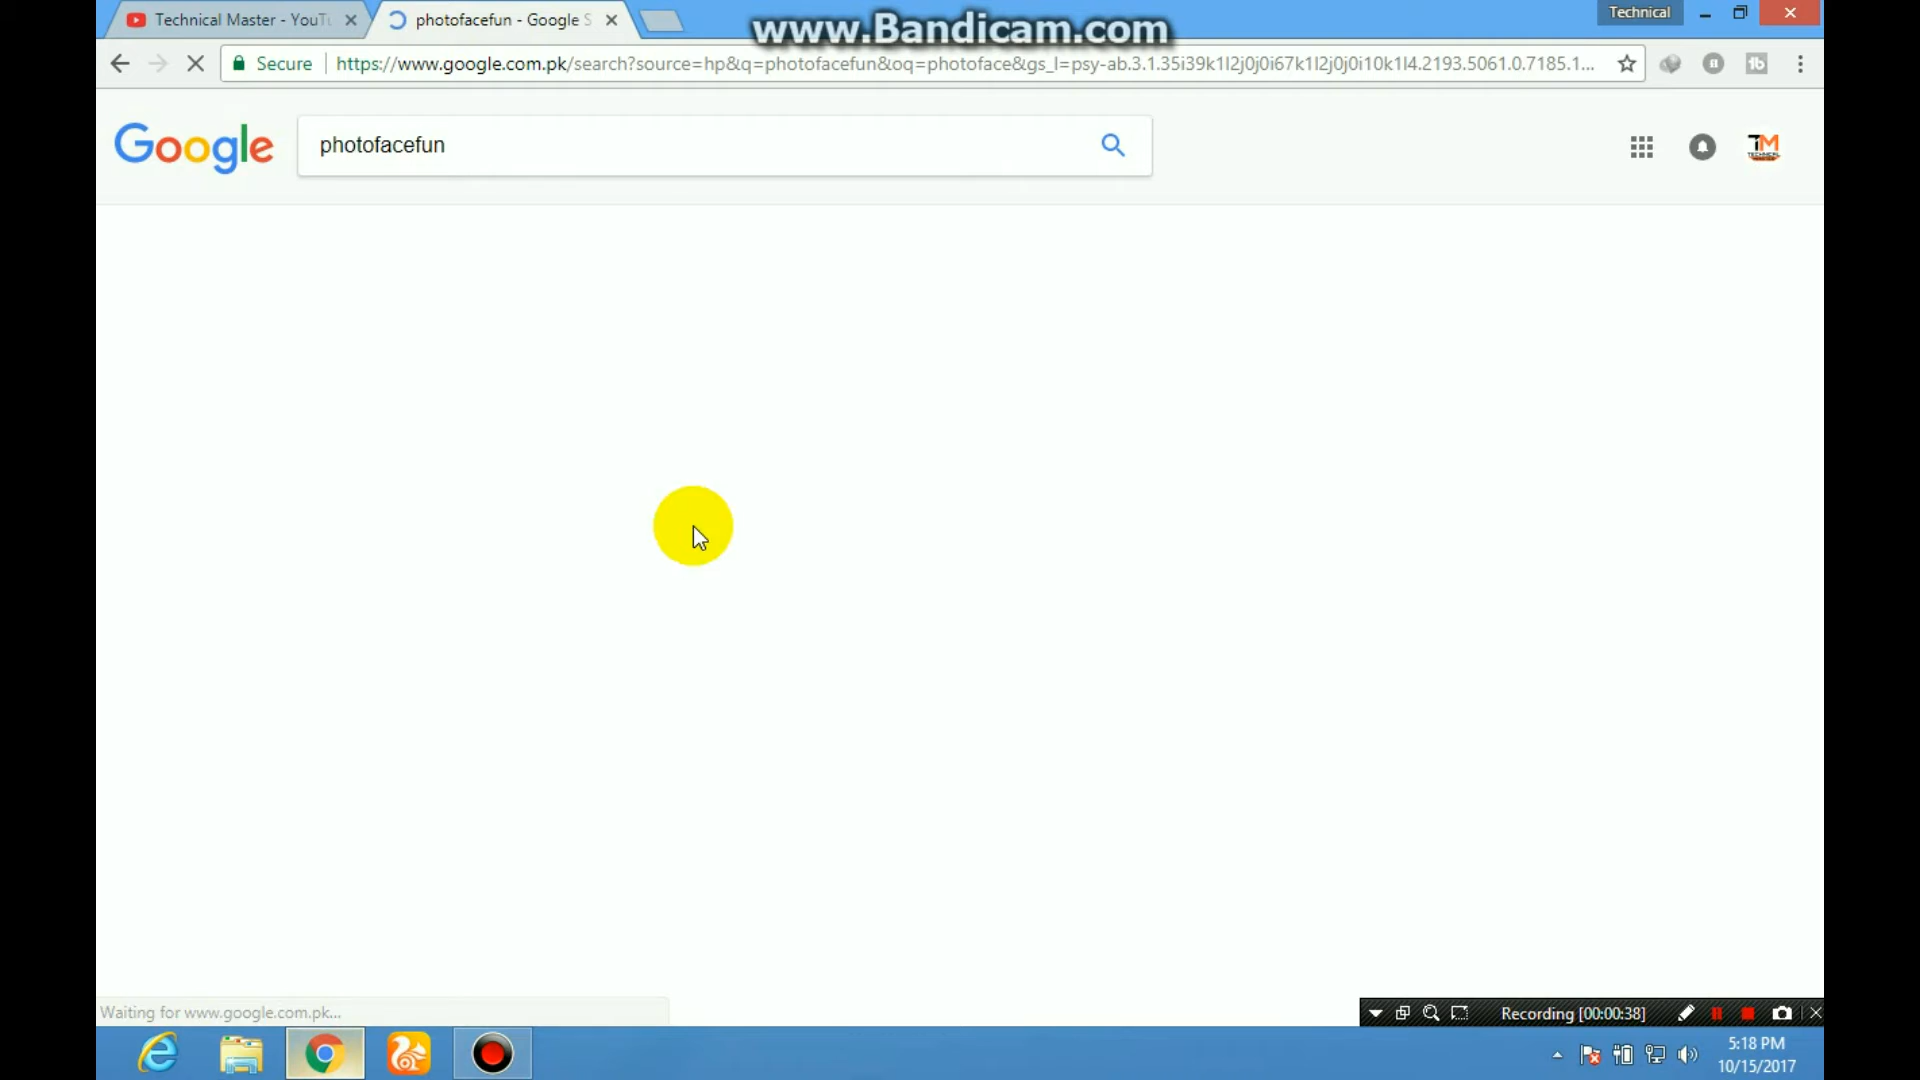 Technical Master - YouTu
photofacefun - Google S
www.Bandicam.com
Technical
Secure
https://www.google.com.pk/search?source=hp&q=photofacefun&oq=photoface&gs_l=psy-ab.3.1.35i39k1l2j0j0i67k1l2j0j0i10k1l4.2193.5061.0.7185.1...
Google
photofacefun
TM
Waiting for www.google.com.pk...
Recording [00:00:38]
5:18 PM
10/15/2017